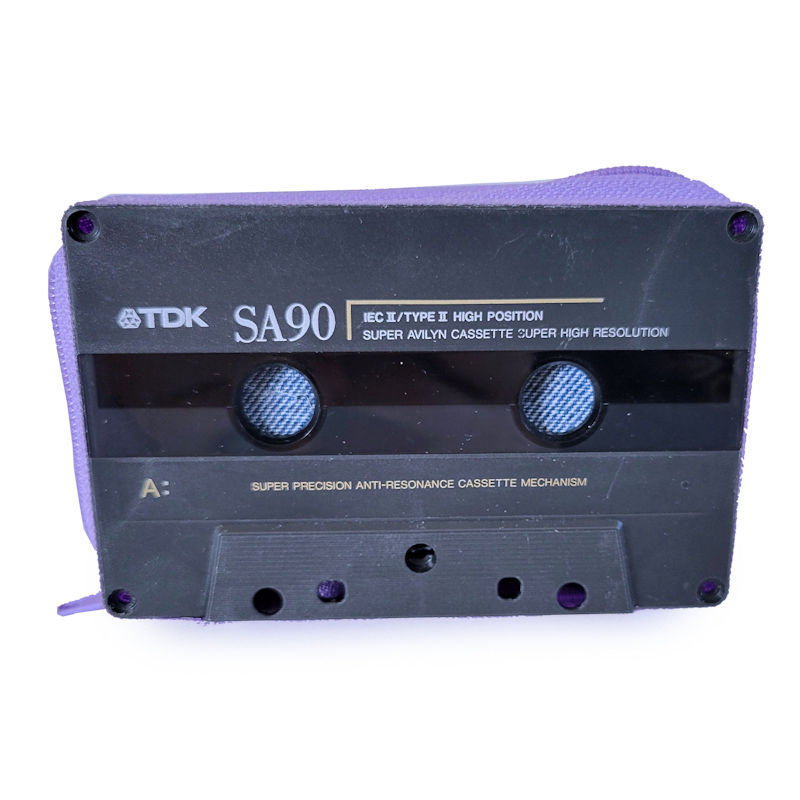 TDK SA90
IEC II/TYPE II HIGH POSITION
SUPER AVILYN CASSETTE SUPER HIGH RESOLUTION
A:
SUPER PRECISION ANTI-RESONANCE CASSETTE MECHANISM